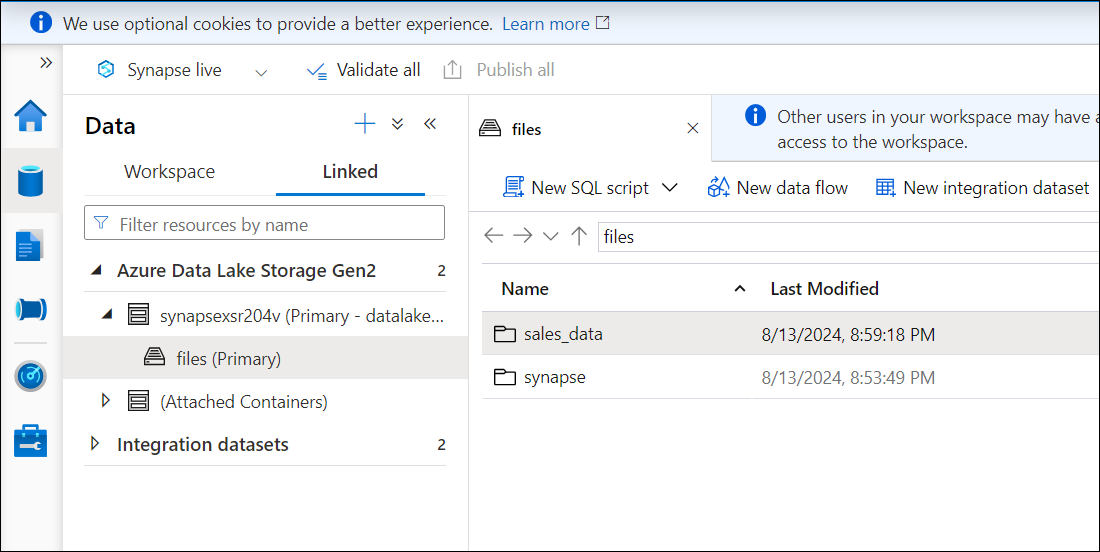 We use optional cookies to provide a better experience. Learn more
Synapse live
Validate all
Publish all
Data
Workspace
Linked
Filter resources by name
Azure Data Lake Storage Gen2 2
synapsexsr204v (Primary - datalake...
files (Primary)
(Attached Containers)
Integration datasets 2
files
Other users in your workspace may have a
access to the workspace.
New SQL script
New data flow
New integration dataset
files
Name Last Modified
sales_data 8/13/2024, 8:59:18 PM
synapse 8/13/2024, 8:53:49 PM